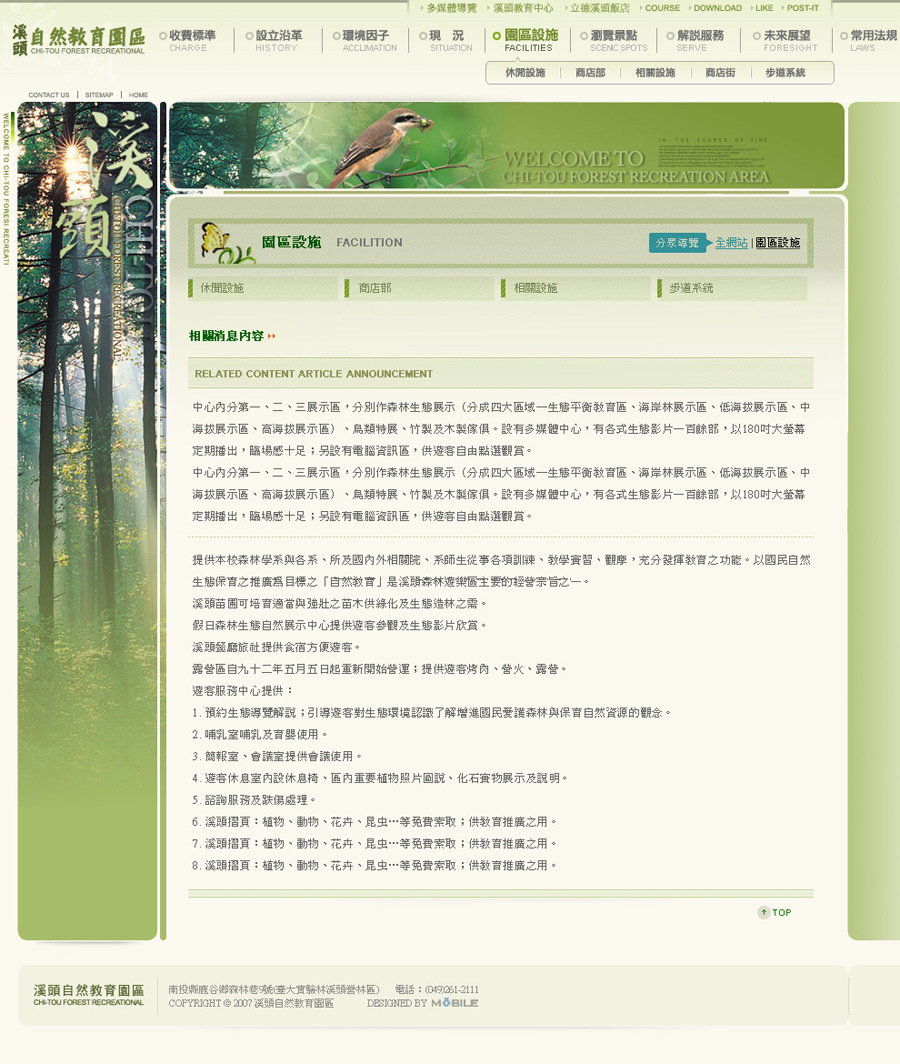 多媒體導覽 溪頭教育中心 立德溪頭飯店 COURSE DOWNLOAD LIKE POST-IT
溪頭 自然教育園區
CHI-TOU FOREST RECREATIONAL
收費標準 設立沿革 環境因子 現 況 園區設施 瀏覽景點 解說服務 未來展望 常用法規
CHARGE HISTORY ACCLIMATION SITUATION FACILITIES SCENIC SPOTS SERVE FORESIGHT LAWS
休閒設施 商店部 相關設施 商店街 步道系統
CONTACT US SITEMAP HOME
WELCOME TO CHI-TOU FOREST RECREATI
溪頭
CHI-TOU
FOREST RECREATIONAL
IN THE COURSE OF TIME
WELCOME TO
CHI-TOU FOREST RECREATION AREA
園區設施 FACILITION
分眾導覽 全網站 | 園區設施
休閒設施 商店部 相關設施 步道系統
相關消息內容
RELATED CONTENT ARTICLE ANNOUNCEMENT
中心內分第一、二、三展示區，分別作森林生態展示（分成四大區域—生態平衡教育區、海岸林展示區、低海拔展示區、中
海拔展示區、高海拔展示區）、鳥類特展、竹製及木製傢俱。設有多媒體中心，有各式生態影片一百餘部，以180吋大螢幕
定期播出，臨場感十足；另設有電腦資訊區，供遊客自由點選觀賞。
中心內分第一、二、三展示區，分別作森林生態展示（分成四大區域—生態平衡教育區、海岸林展示區、低海拔展示區、中
海拔展示區、高海拔展示區）、鳥類特展、竹製及木製傢俱。設有多媒體中心，有各式生態影片一百餘部，以180吋大螢幕
定期播出，臨場感十足；另設有電腦資訊區，供遊客自由點選觀賞。
提供本校森林學系與各系、所及國內外相關院、系師生從事各項訓練、教學實習、觀摩，充分發揮教育之功能。以國民自然
生態保育之推廣為目標之「自然教育」是溪頭森林遊樂區主要的經營宗旨之一。
溪頭苗圃可培育適當與強壯之苗木供綠化及生態造林之需。
假日森林生態自然展示中心提供遊客參觀及生態影片欣賞。
溪頭餐廳旅社提供食宿方便遊客。
露營區自九十二年五月五日起重新開始營運；提供遊客烤肉、營火、露營。
遊客服務中心提供：
1. 預約生態導覽解說；引導遊客對生態環境認識了解增進國民愛護森林與保育自然資源的觀念。
2. 哺乳室哺乳及育嬰使用。
3. 簡報室、會議室提供會議使用。
4. 遊客休息室內設休息椅、區內重要植物照片圖說、化石實物展示及說明。
5. 諮詢服務及跌傷處理。
6. 溪頭摺頁：植物、動物、花卉、昆虫…等免費索取；供教育推廣之用。
7. 溪頭摺頁：植物、動物、花卉、昆虫…等免費索取；供教育推廣之用。
8. 溪頭摺頁：植物、動物、花卉、昆虫…等免費索取；供教育推廣之用。
TOP
溪頭自然教育園區
CHI-TOU FOREST RECREATIONAL
南投縣鹿谷鄉森林巷9號(臺大實驗林溪頭營林區) 電話：(049)261-2111
COPYRIGHT © 2007 溪頭自然教育園區 DESIGNED BY MOBILE